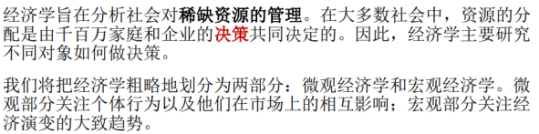 经济学旨在分析社会对稀缺资源的管理。在大多数社会中，资源的分
配是由千百万家庭和企业的决策共同决定的。因此，经济学主要研究
不同对象如何做决策。
我们将把经济学粗略地划分为两部分：微观经济学和宏观经济学。微
观部分关注个体行为以及他们在市场上的相互影响；宏观部分关注经
济演变的大致趋势。